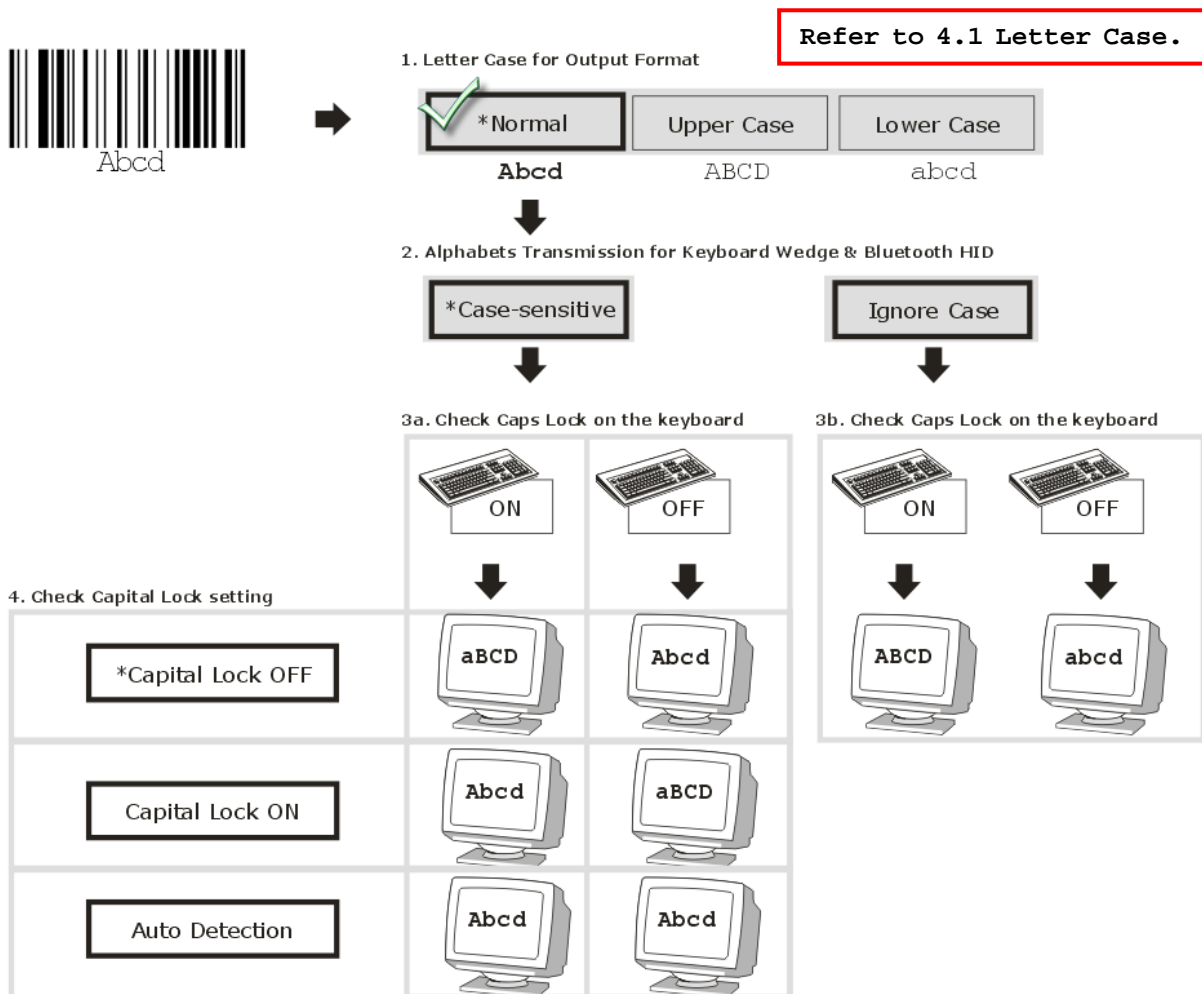 Refer to 4.1 Letter Case.
1. Letter Case for Output Format
*Normal Upper Case Lower Case
Abcd
Abcd ABCD abcd
2. Alphabets Transmission for Keyboard Wedge & Bluetooth HID
*Case-sensitive Ignore Case
3a. Check Caps Lock on the keyboard 3b. Check Caps Lock on the keyboard
ON OFF ON OFF
4. Check Capital Lock setting
*Capital Lock OFF aBCD Abcd ABCD abcd
Capital Lock ON Abcd aBCD
Auto Detection Abcd Abcd